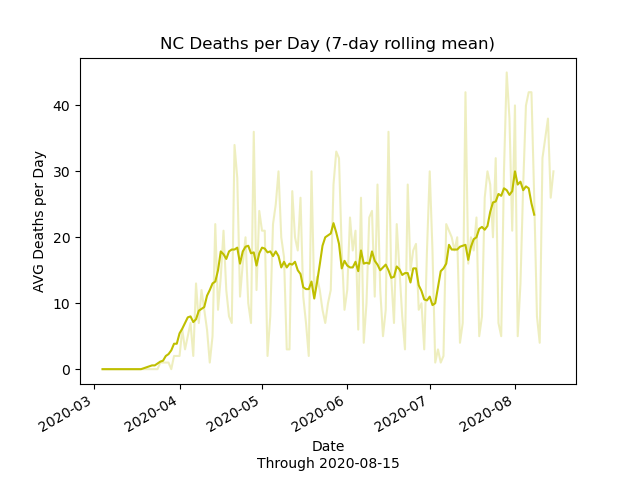 NC Deaths per Day (7-day rolling mean)
AVG Deaths per Day
40
30
20
10
0
2020-03
2020-04
2020-05
2020-06
2020-07
2020-08
Date
Through 2020-08-15